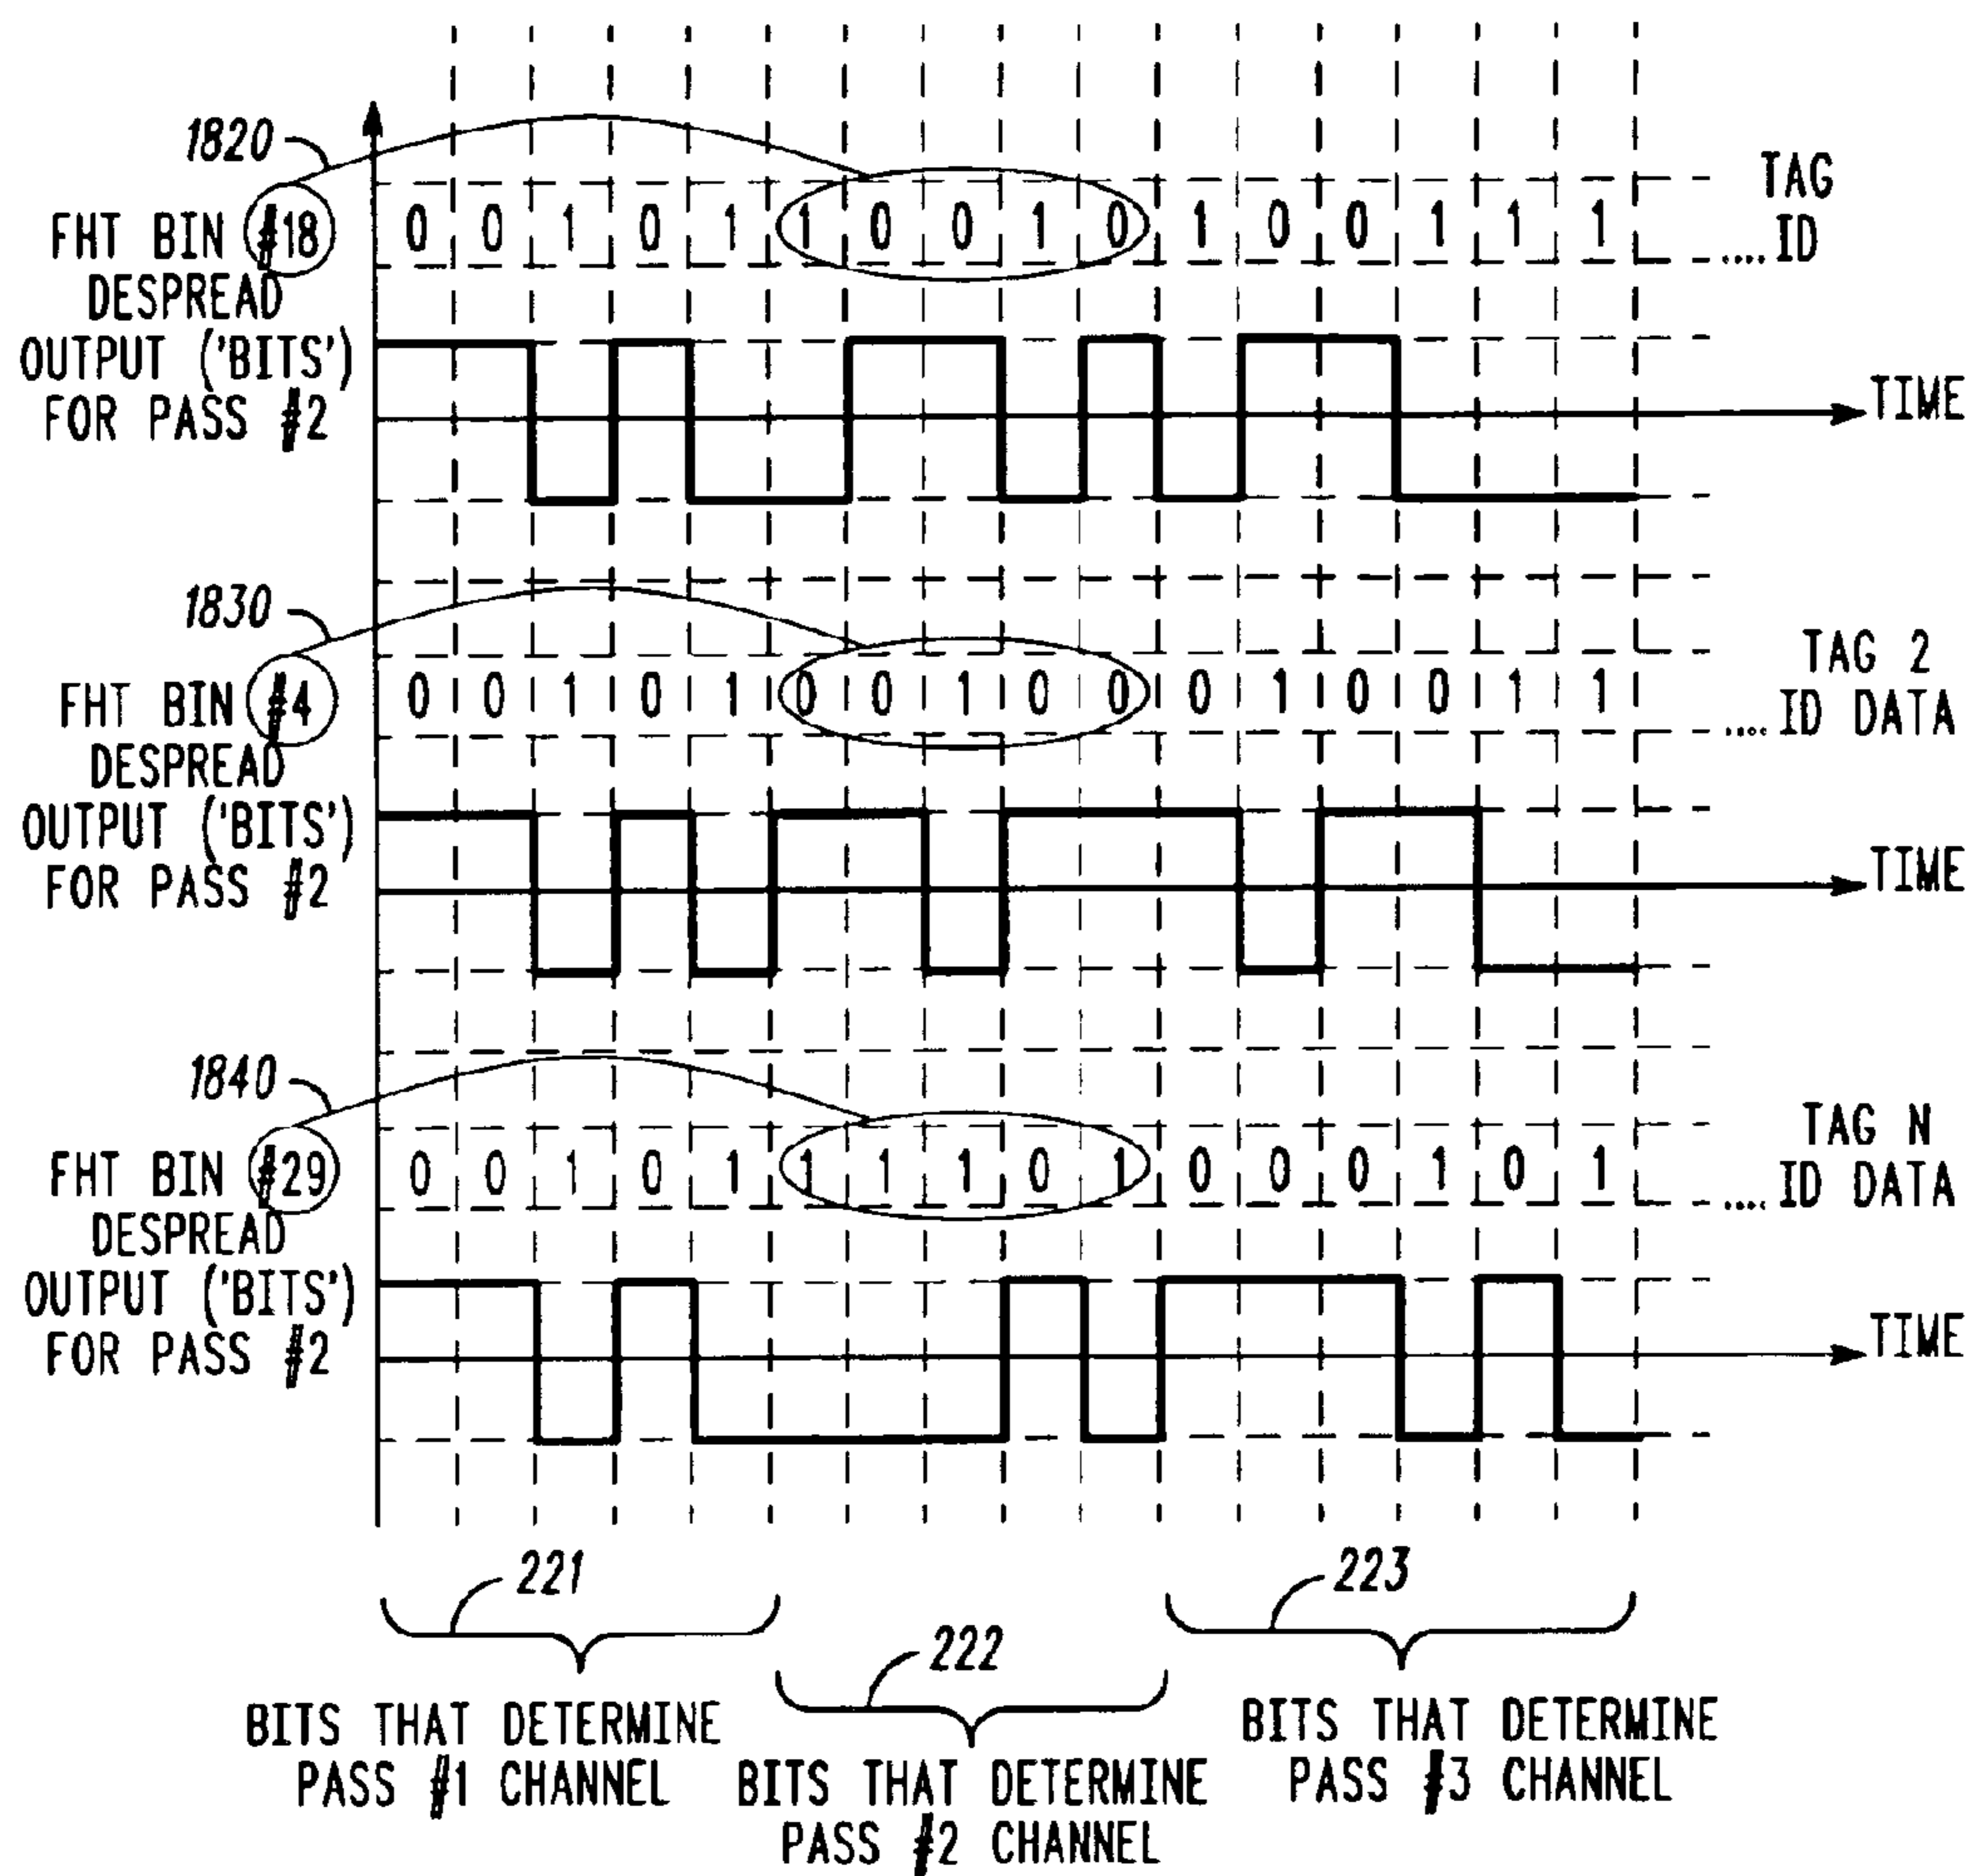 1820
FHT BIN #18 0 0 1 0 1 1 0 0 1 0 1 0 0 1 1 1 .... TAG ID
DESPREAD
OUTPUT ('BITS')
FOR PASS #2
TIME
1830
FHT BIN #4 0 0 1 0 1 0 0 1 0 0 0 1 0 0 1 1 .... TAG 2 ID DATA
DESPREAD
OUTPUT ('BITS')
FOR PASS #2
TIME
1840
FHT BIN #29 0 0 1 0 1 1 1 1 0 1 0 0 0 1 0 1 .... TAG N ID DATA
DESPREAD
OUTPUT ('BITS')
FOR PASS #2
TIME
221
BITS THAT DETERMINE
PASS #1 CHANNEL
222
BITS THAT DETERMINE
PASS #2 CHANNEL
223
BITS THAT DETERMINE
PASS #3 CHANNEL